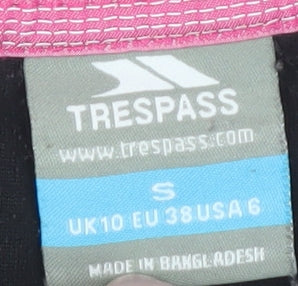 TRESPASS
www.trespass.com
S
UK10 EU 38 USA 6
MADE IN BANGLADESH